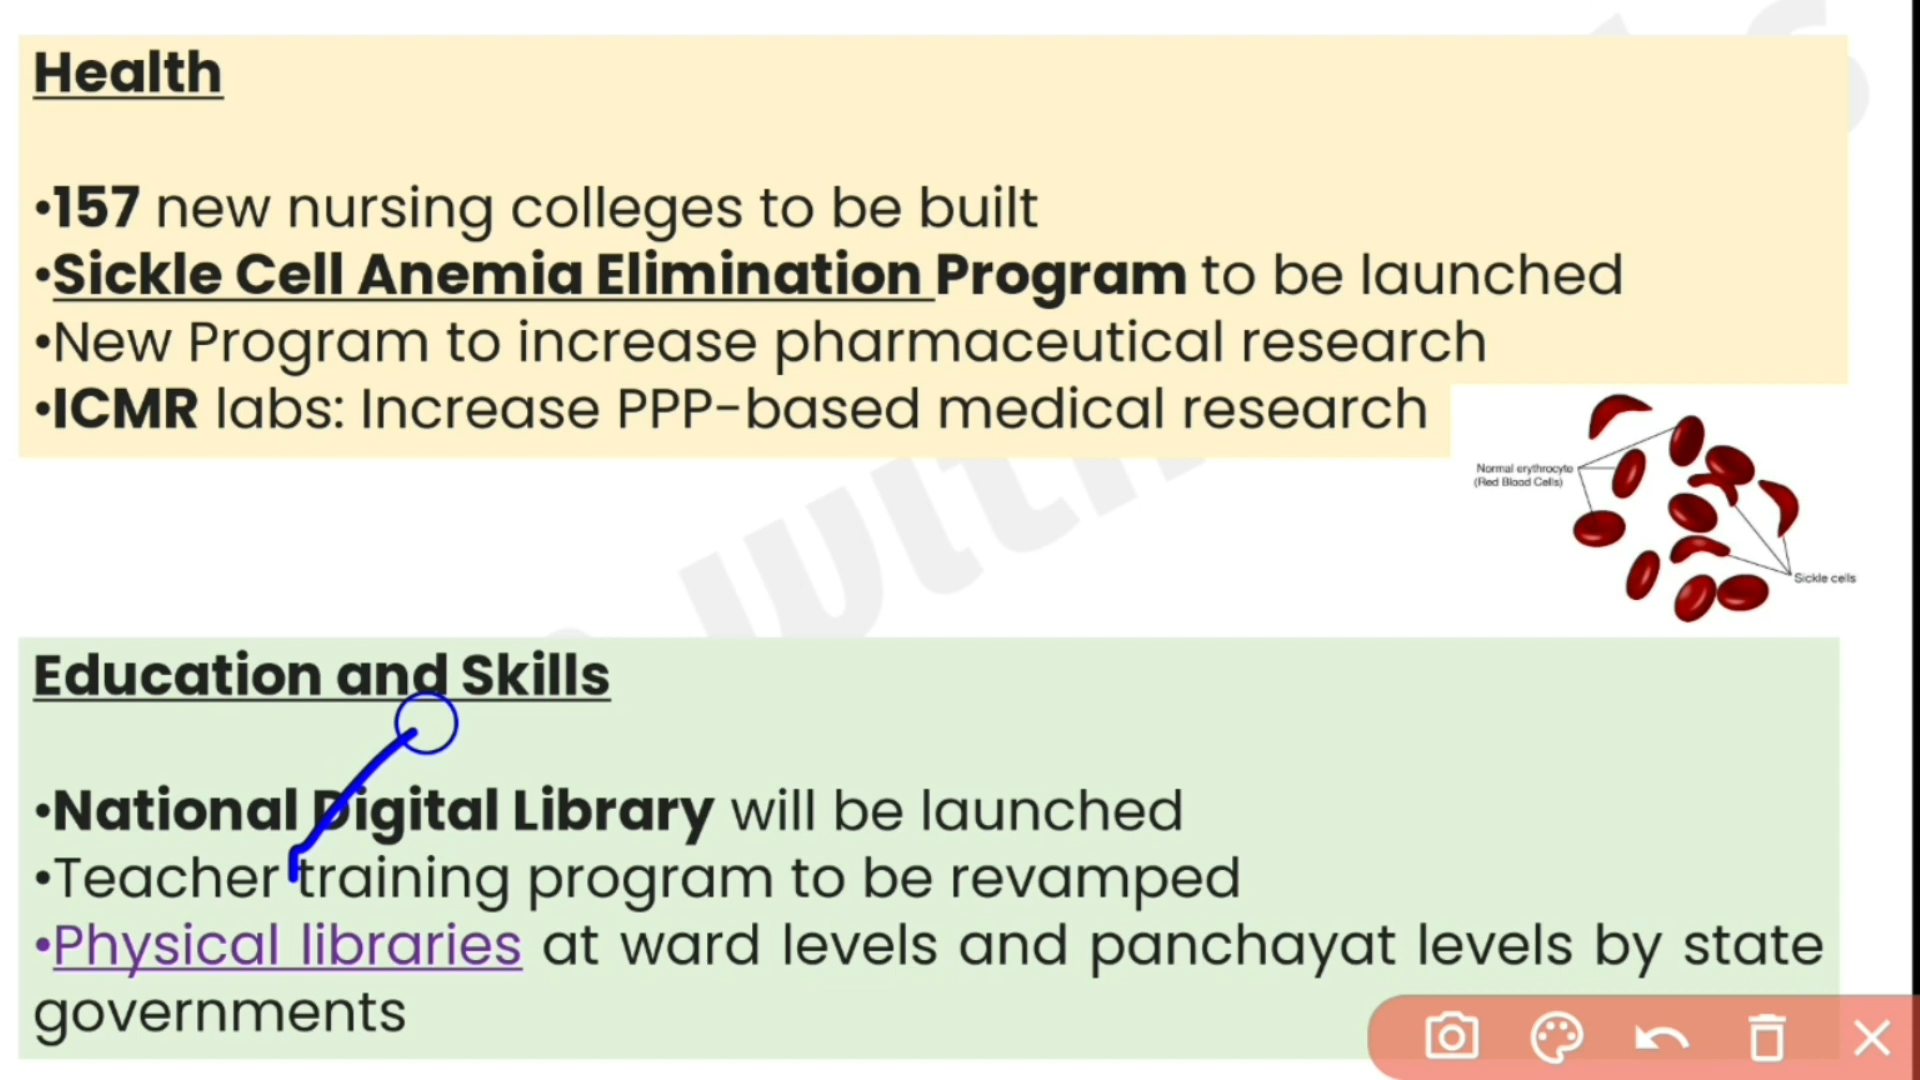 Health
•157 new nursing colleges to be built
•Sickle Cell Anemia Elimination Program to be launched
•New Program to increase pharmaceutical research
•ICMR labs: Increase PPP-based medical research
Normal erythrocyte
(Red Blood Cells)
Sickle cells
with
Education and Skills
•National Digital Library will be launched
•Teacher training program to be revamped
•Physical libraries at ward levels and panchayat levels by state
governments